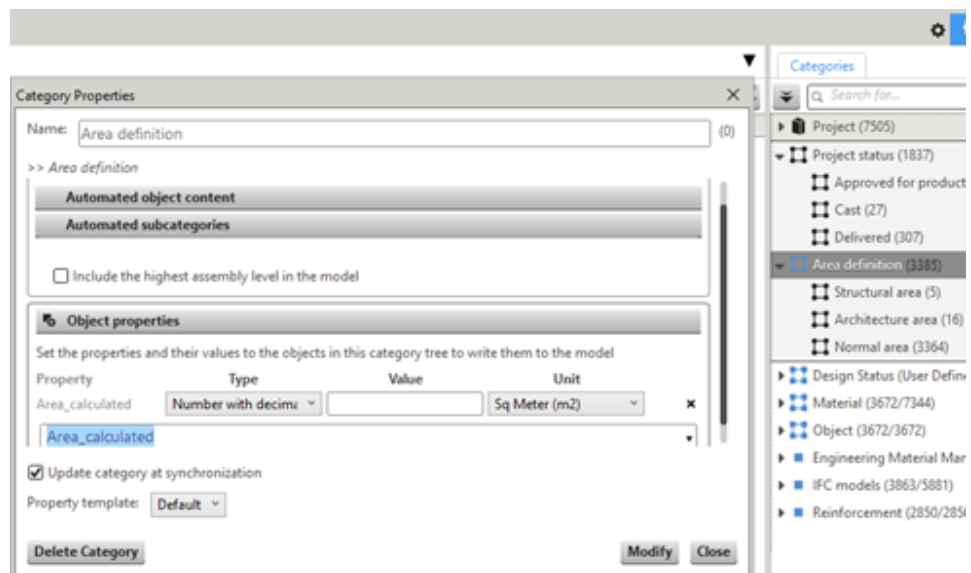 Category Properties
Name: Area definition (0)
>> Area definition
Automated object content
Automated subcategories
Include the highest assembly level in the model
Object properties
Set the properties and their values to the objects in this category tree to write them to the model
Property Type Value Unit
Area_calculated Number with decima Sq Meter (m2)
Area_calculated
Update category at synchronization
Property template: Default
Delete Category Modify Close
Categories
Search for...
Project (7505)
Project status (1837)
Approved for product
Cast (27)
Delivered (307)
Area definition (3385)
Structural area (5)
Architecture area (16)
Normal area (3364)
Design Status (User Define
Material (3672/7344)
Object (3672/3672)
Engineering Material Man
IFC models (3863/5881)
Reinforcement (2850/2850